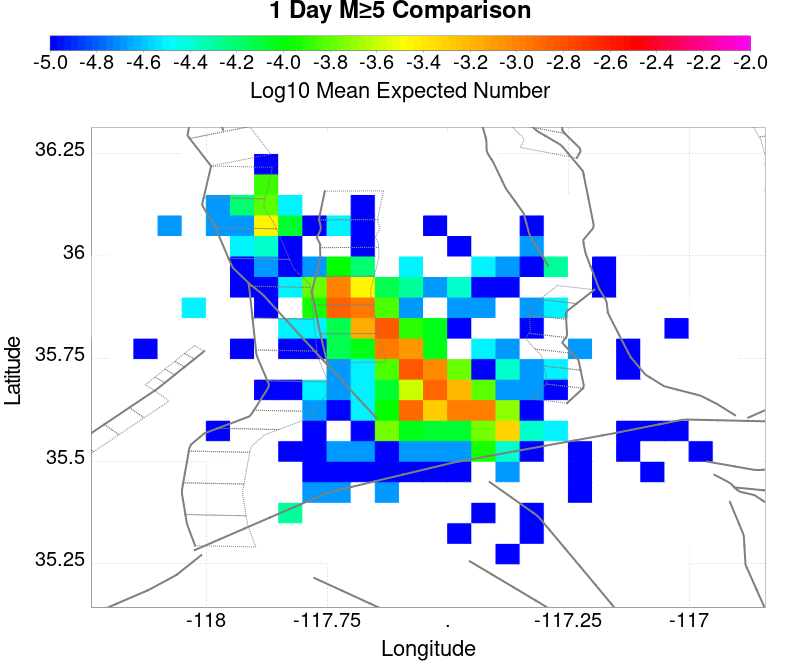 1 Day M≥5 Comparison
-5.0 -4.8 -4.6 -4.4 -4.2 -4.0 -3.8 -3.6 -3.4 -3.2 -3.0 -2.8 -2.6 -2.4 -2.2 -2.0
Log10 Mean Expected Number
36.25
36
35.75
35.5
35.25
Latitude
-118 -117.75 . -117.25 -117
Longitude